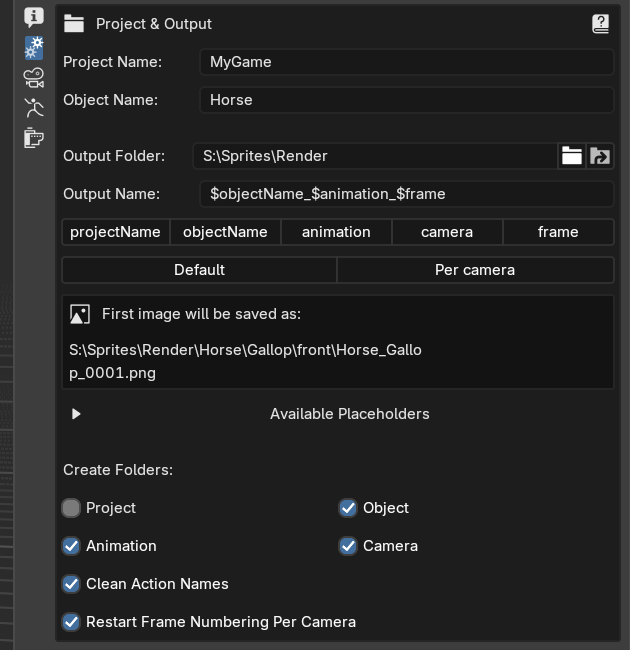 Project & Output
Project Name: MyGame
Object Name: Horse
Output Folder: S:\Sprites\Render
Output Name: $objectName_$animation_$frame
projectName objectName animation camera frame
Default Per camera
First image will be saved as:
S:\Sprites\Render\Horse\Gallop\front\Horse_Gallo
p_0001.png
Available Placeholders
Create Folders:
Project Object
Animation Camera
Clean Action Names
Restart Frame Numbering Per Camera